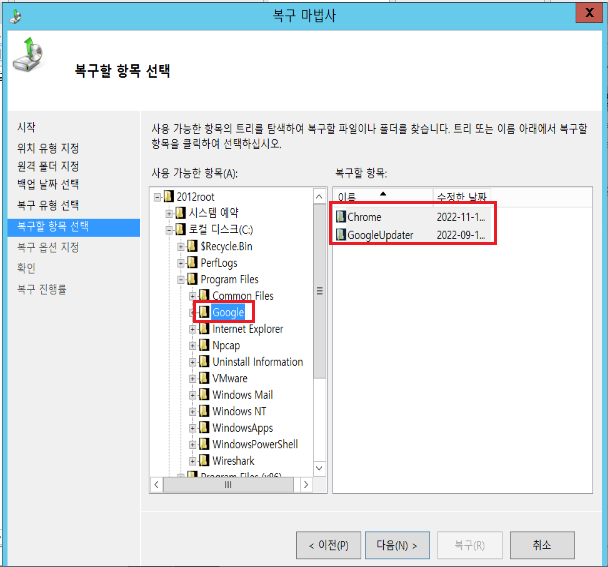 복구 마법사
X
복구할 항목 선택
시작
위치 유형 지정
원격 폴더 지정
백업 날짜 선택
복구 유형 선택
복구할 항목 선택
복구 옵션 지정
확인
복구 진행률
사용 가능한 항목의 트리를 탐색하여 복구할 파일이나 폴더를 찾습니다. 트리 또는 이름 아래에서 복구할
항목을 클릭하여 선택하십시오.
사용 가능한 항목(A):
2012root
시스템 예약
로컬 디스크(C:)
$Recycle.Bin
PerfLogs
Program Files
Common Files
Google
Internet Explorer
Npcap
Uninstall Information
VMware
Windows Mail
Windows NT
WindowsApps
WindowsPowerShell
Wireshark
Program Files (x86)
복구할 항목:
이름 수정한 날짜
Chrome 2022-11-1...
GoogleUpdater 2022-09-1...
< 이전(P)
다음(N) >
복구(R)
취소